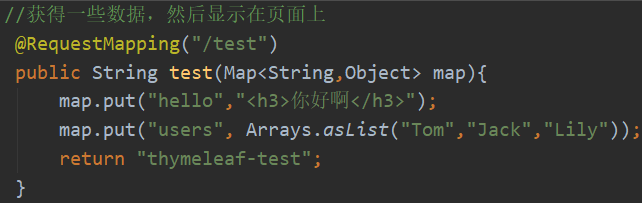 //获得一些数据，然后显示在页面上
@RequestMapping("/test")
public String test(Map<String,Object> map){
map.put("hello","<h3>你好啊</h3>");
map.put("users", Arrays.asList("Tom","Jack","Lily"));
return "thymeleaf-test";
}